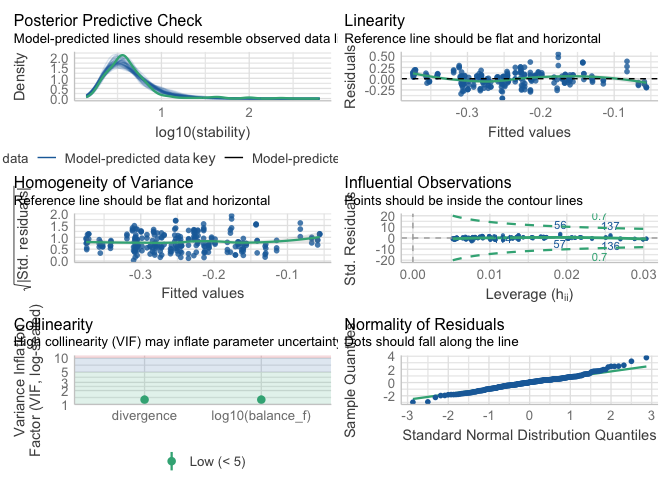 Posterior Predictive Check
Model-predicted lines should resemble observed data l
Density
2.0
1.5
1.0
0.5
0.0
1
2
log10(stability)
data
Model-predicted data
key
Model-predicte
Linearity
Reference line should be flat and horizontal
Residuals
0.50
0.25
0.00
-0.25
-0.3
-0.2
-0.1
Fitted values
Homogeneity of Variance
Reference line should be flat and horizontal
√|Std. residuals|
2.0
1.5
1.0
0.5
0.0
-0.3
-0.2
-0.1
Fitted values
Influential Observations
Points should be inside the contour lines
Std. Residuals
20
10
0
-10
-20
0.7
56
137
57
136
0.7
0.00
0.01
0.02
0.03
Leverage (hii)
Collinearity
High collinearity (VIF) may inflate parameter uncertainty
Variance Inflation
Factor (VIF, log-scaled)
10
5
3
2
1
divergence
log10(balance_f)
Low (< 5)
Normality of Residuals
Dots should fall along the line
Sample Quantiles
4
2
0
-2
-3
-2
-1
0
1
2
3
Standard Normal Distribution Quantiles